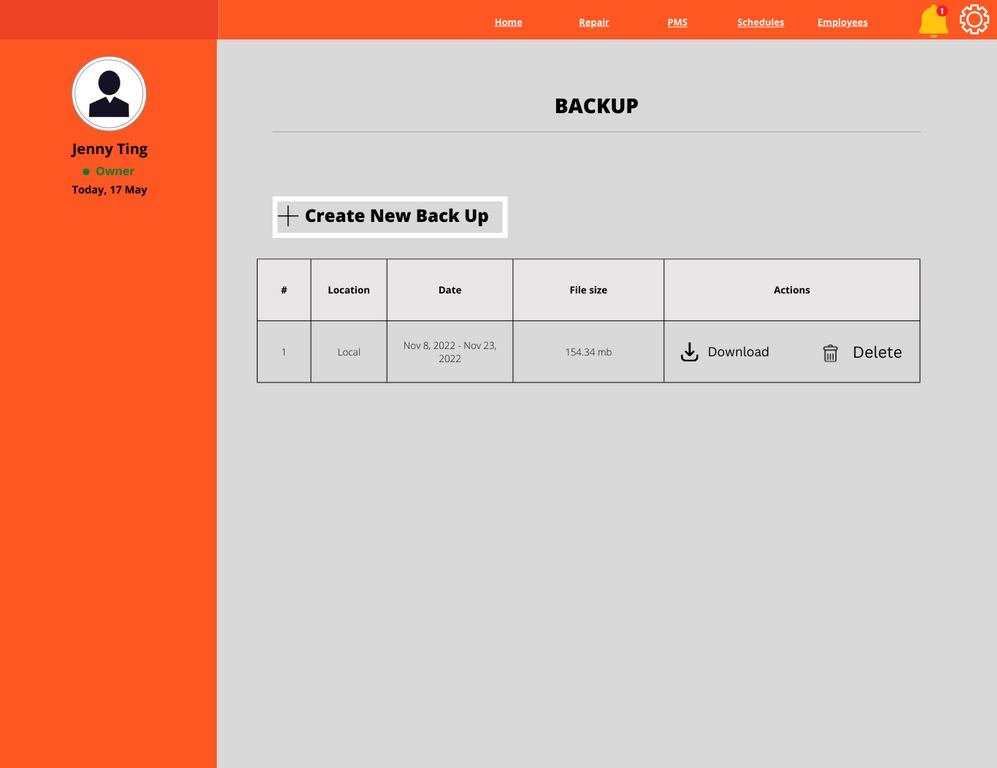 Home Repair PMS Schedules Employees 1
Jenny Ting
Owner
Today, 17 May
BACKUP
Create New Back Up
# Location Date File size Actions
1 Local Nov 8, 2022 - Nov 23, 154.34 mb Download Delete
2022